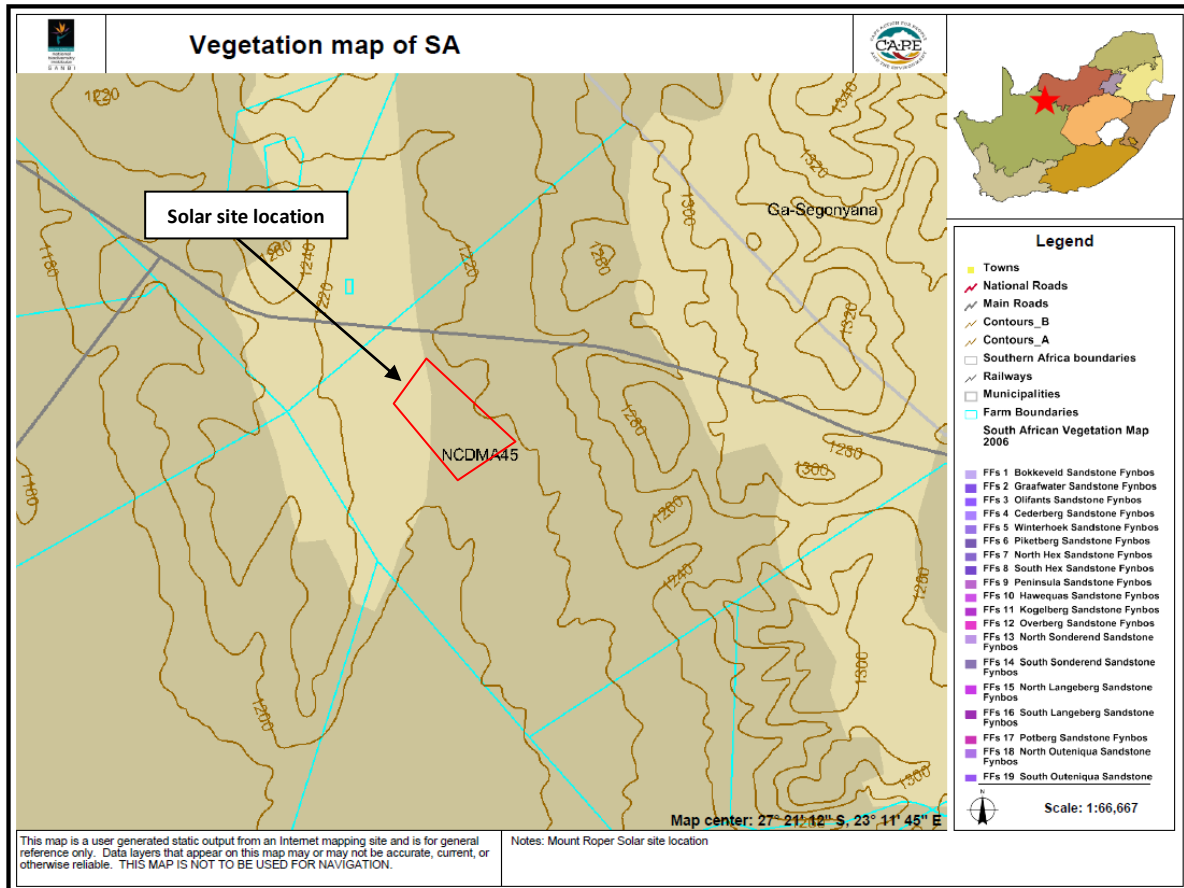 Vegetation map of SA
SANBI
CAPE ACTION FOR PEOPLE
C.A.P.E
AND THE ENVIRONMENT
1220
1340
1320
Solar site location
1300
Ga-Segonyana
1180
1260
1240
1220
1280
1220
1320
1280
NCDMA45
1280
1300
1180
1260
1280
1240
1200
1300
1300
1280
Map center: 27° 21' 12" S, 23° 11' 45" E
Legend
Towns
National Roads
Main Roads
Contours_B
Contours_A
Southern Africa boundaries
Railways
Municipalities
Farm Boundaries
South African Vegetation Map
2006
FFs 1 Bokkeveld Sandstone Fynbos
FFs 2 Graafwater Sandstone Fynbos
FFs 3 Olifants Sandstone Fynbos
FFs 4 Cederberg Sandstone Fynbos
FFs 5 Winterhoek Sandstone Fynbos
FFs 6 Piketberg Sandstone Fynbos
FFs 7 North Hex Sandstone Fynbos
FFs 8 South Hex Sandstone Fynbos
FFs 9 Peninsula Sandstone Fynbos
FFs 10 Hawequas Sandstone Fynbos
FFs 11 Kogelberg Sandstone Fynbos
FFs 12 Overberg Sandstone Fynbos
FFs 13 North Sonderend Sandstone
Fynbos
FFs 14 South Sonderend Sandstone
Fynbos
FFs 15 North Langeberg Sandstone
Fynbos
FFs 16 South Langeberg Sandstone
Fynbos
FFs 17 Potberg Sandstone Fynbos
FFs 18 North Outeniqua Sandstone
Fynbos
FFs 19 South Outeniqua Sandstone
N
Scale: 1:66,667
This map is a user generated static output from an Internet mapping site and is for general
reference only. Data layers that appear on this map may or may not be accurate, current, or
otherwise reliable. THIS MAP IS NOT TO BE USED FOR NAVIGATION.
Notes: Mount Roper Solar site location